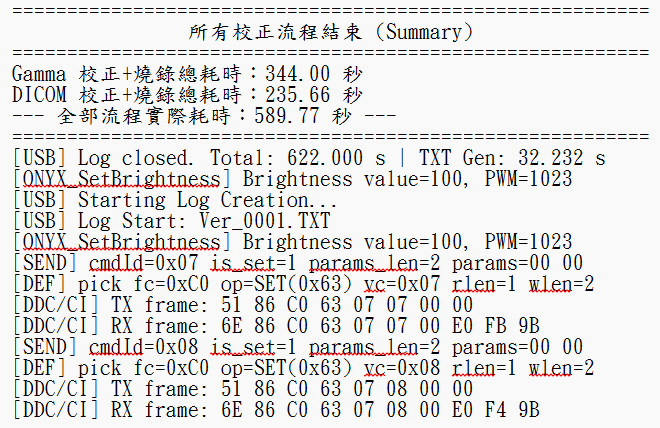 ============================================================
所有校正流程結束 (Summary)
============================================================
Gamma 校正+燒錄總耗時：344.00 秒
DICOM 校正+燒錄總耗時：235.66 秒
--- 全部流程實際耗時：589.77 秒 ---
============================================================
[USB] Log closed. Total: 622.000 s | TXT Gen: 32.232 s
[ONYX_SetBrightness] Brightness value=100, PWM=1023
[USB] Starting Log Creation...
[USB] Log Start: Ver_0001.TXT
[ONYX_SetBrightness] Brightness value=100, PWM=1023
[SEND] cmdId=0x07 is_set=1 params_len=2 params=00 00
[DEF] pick fc=0xC0 op=SET(0x63) vc=0x07 rlen=1 wlen=2
[DDC/CI] TX frame: 51 86 C0 63 07 07 00 00
[DDC/CI] RX frame: 6E 86 C0 63 07 07 00 E0 FB 9B
[SEND] cmdId=0x08 is_set=1 params_len=2 params=00 00
[DEF] pick fc=0xC0 op=SET(0x63) vc=0x08 rlen=1 wlen=2
[DDC/CI] TX frame: 51 86 C0 63 07 08 00 00
[DDC/CI] RX frame: 6E 86 C0 63 07 08 00 E0 F4 9B